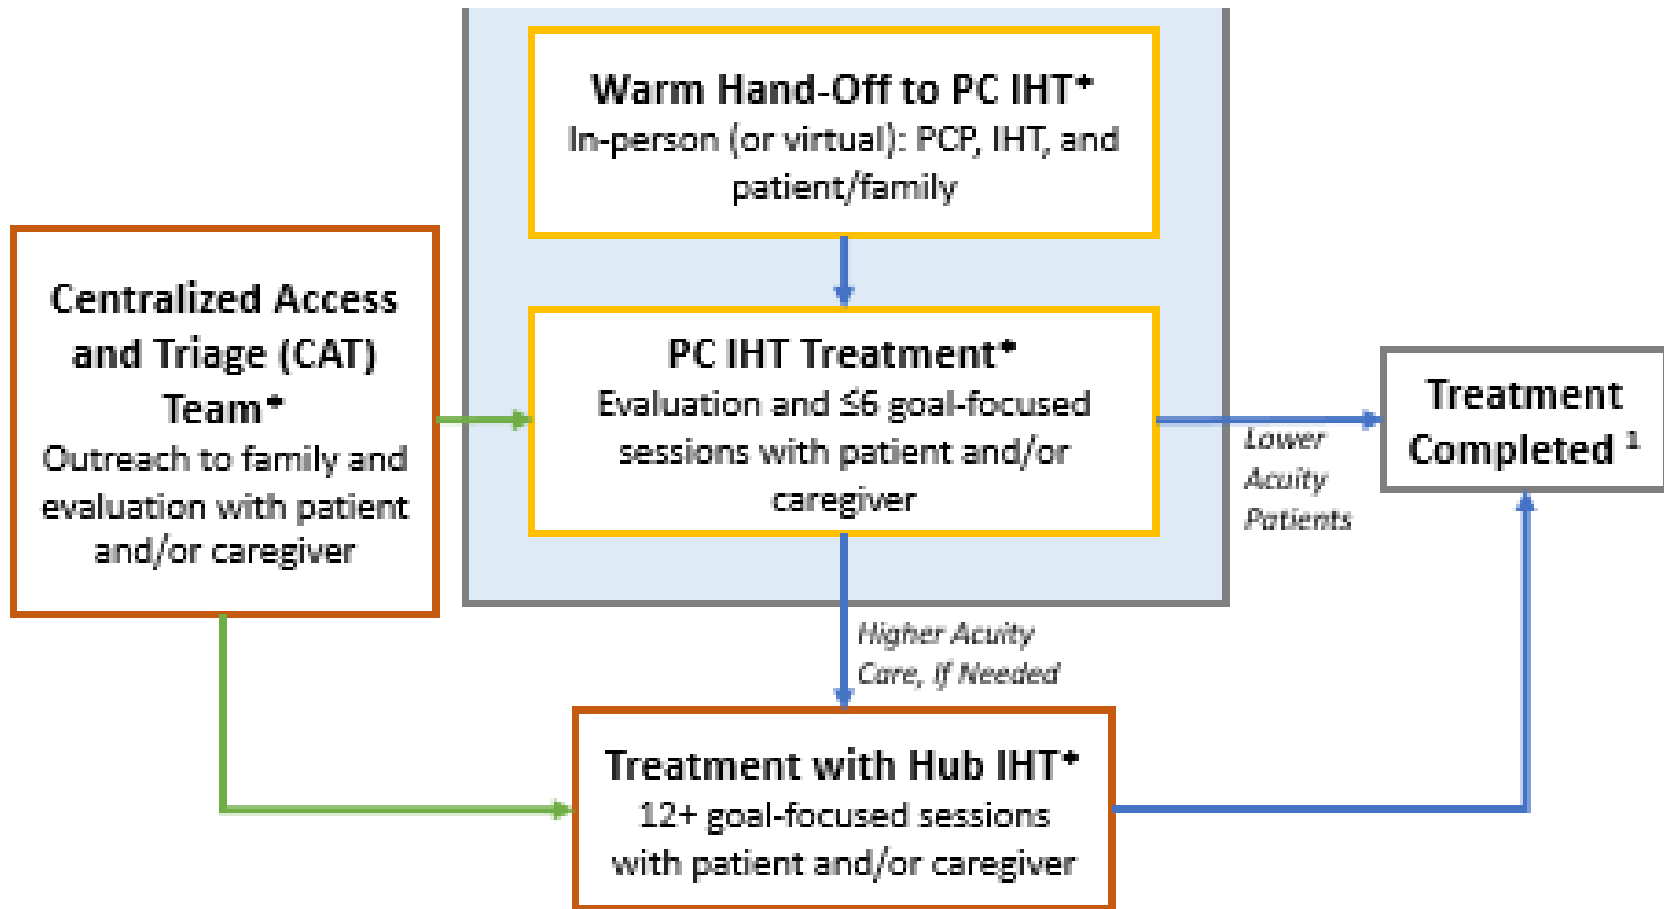 Warm Hand-Off to PC IHT✦
In-person (or virtual): PCP, IHT, and
patient/family
Centralized Access
and Triage (CAT)
Team✦
Outreach to family and
evaluation with patient
and/or caregiver
PC IHT Treatment✦
Evaluation and ≤6 goal-focused
sessions with patient and/or
caregiver
Lower
Acuity
Patients
Treatment
Completed ¹
Higher Acuity
Care, If Needed
Treatment with Hub IHT✦
12+ goal-focused sessions
with patient and/or caregiver